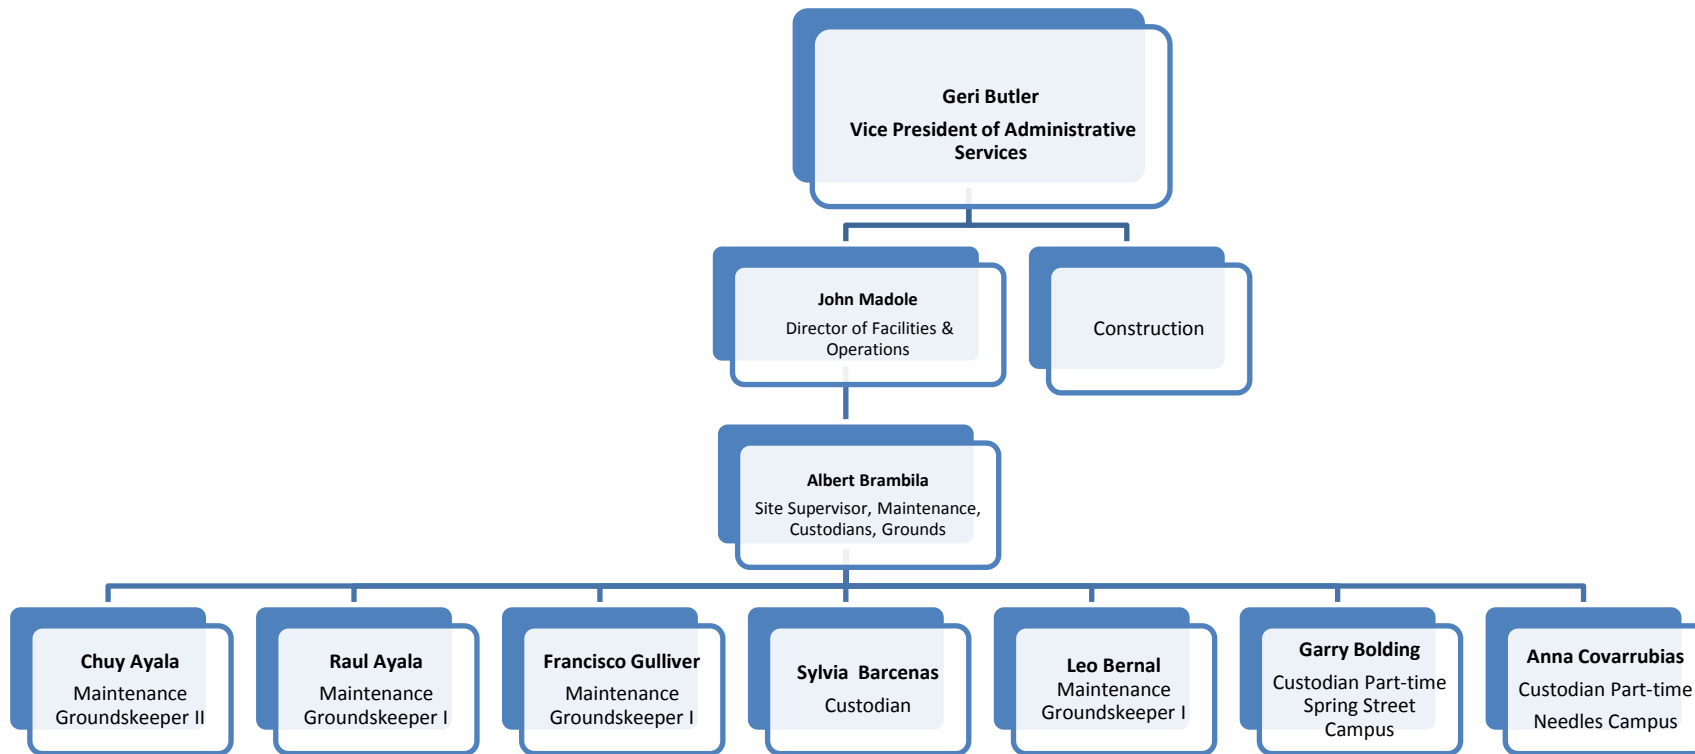 Geri Butler
Vice President of Administrative
Services
John Madole
Director of Facilities &
Operations
Construction
Albert Brambila
Site Supervisor, Maintenance,
Custodians, Grounds
Chuy Ayala
Maintenance
Groundskeeper II
Raul Ayala
Maintenance
Groundskeeper I
Francisco Gulliver
Maintenance
Groundskeeper I
Sylvia Barcenas
Custodian
Leo Bernal
Maintenance
Groundskeeper I
Garry Bolding
Custodian Part-time
Spring Street
Campus
Anna Covarrubias
Custodian Part-time
Needles Campus